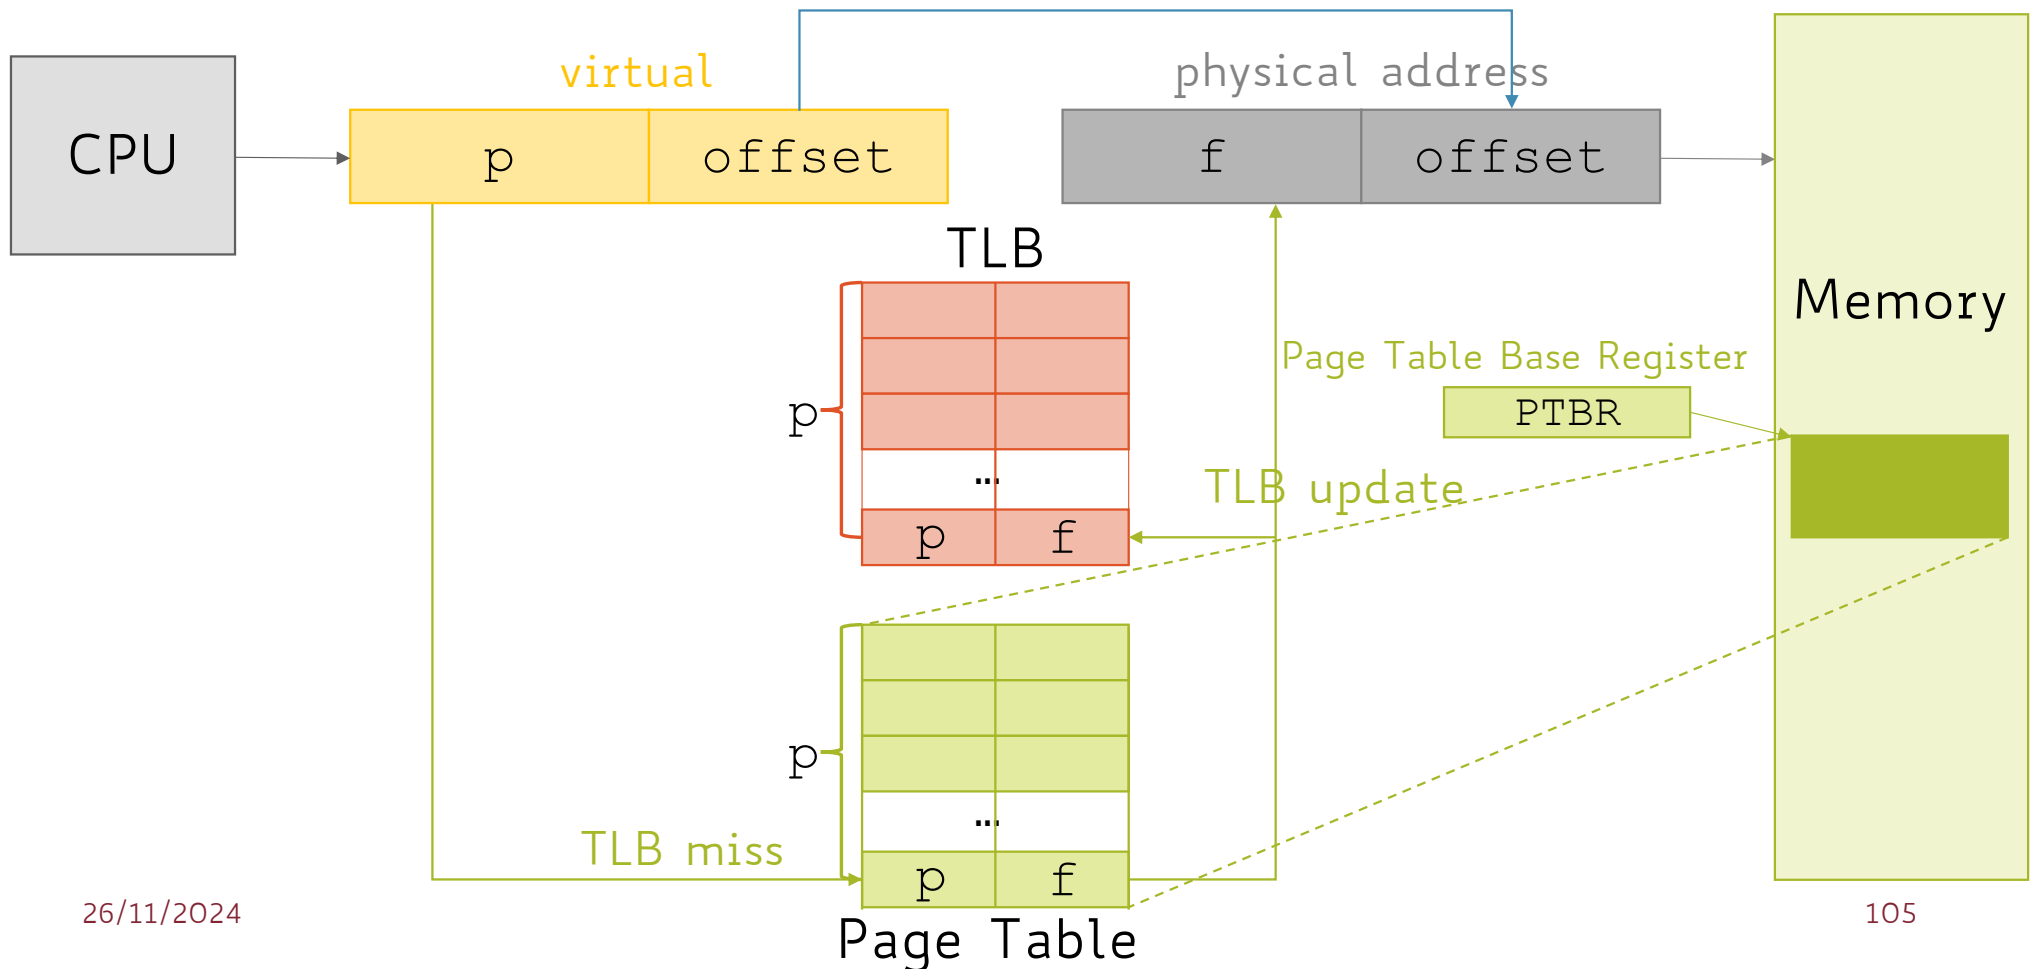 virtual
physical address
CPU
p
offset
f
offset
TLB
Memory
Page Table Base Register
p
PTBR
…
TLB update
p
f
p
…
TLB miss
p
f
26/11/2024
105
Page Table